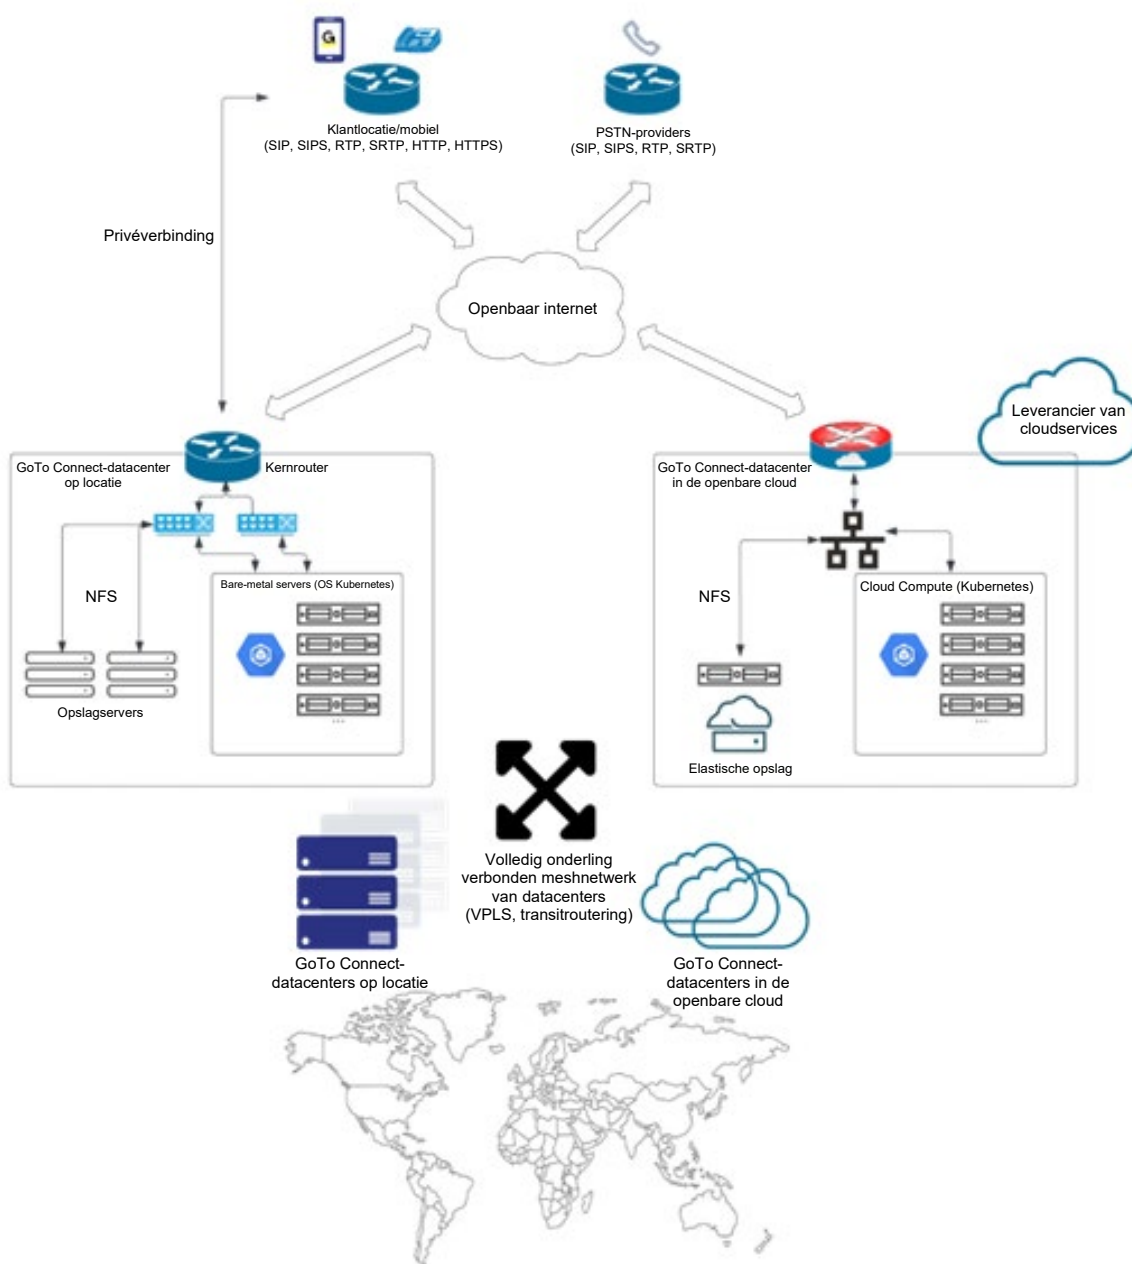 G
Klantlocatie/mobiel
(SIP, SIPS, RTP, SRTP, HTTP, HTTPS)
PSTN-providers
(SIP, SIPS, RTP, SRTP)
Privéverbinding
Openbaar internet
Leverancier van
cloudservices
GoTo Connect-datacenter
op locatie
Kernrouter
GoTo Connect-datacenter
in de openbare cloud
NFS
Bare-metal servers (OS Kubernetes)
Opslagservers
NFS
Cloud Compute (Kubernetes)
Elastische opslag
Volledig onderling
verbonden meshnetwerk
van datacenters
(VPLS, transitroutering)
GoTo Connect-
datacenters op locatie
GoTo Connect-
datacenters in de
openbare cloud